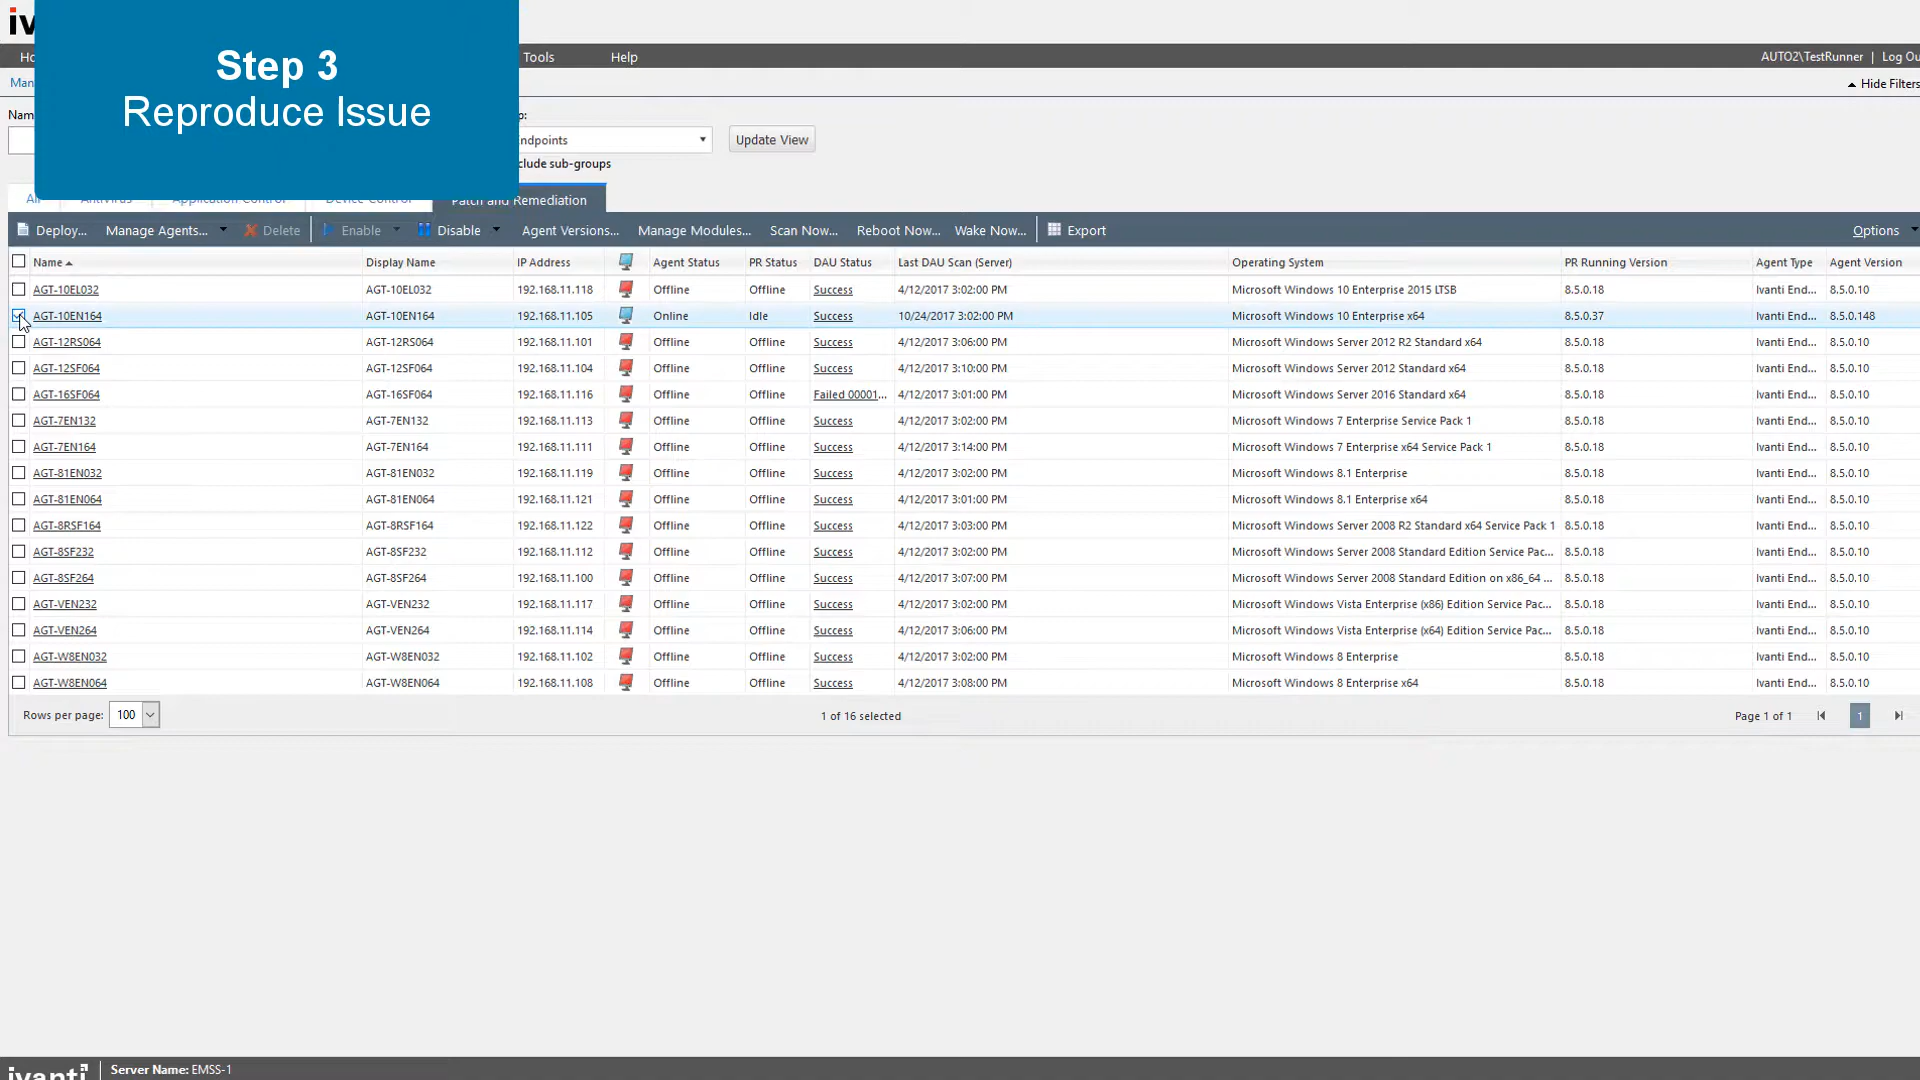 Step 3
Reproduce Issue
Tools Help
AUTO2\TestRunner | Log Ou
Hide Filters
ndpoints Update View
clude sub-groups
Patch and Remediation
Deploy... Manage Agents... Delete Enable Disable Agent Versions... Manage Modules... Scan Now... Reboot Now... Wake Now... Export Options
Name Display Name IP Address Agent Status PR Status DAU Status Last DAU Scan (Server) Operating System PR Running Version Agent Type Agent Version
AGT-10EL032 AGT-10EL032 192.168.11.118 Offline Offline Success 4/12/2017 3:02:00 PM Microsoft Windows 10 Enterprise 2015 LTSB 8.5.0.18 Ivanti End... 8.5.0.10
AGT-10EN164 AGT-10EN164 192.168.11.105 Online Idle Success 10/24/2017 3:02:00 PM Microsoft Windows 10 Enterprise x64 8.5.0.37 Ivanti End... 8.5.0.148
AGT-12RS064 AGT-12RS064 192.168.11.101 Offline Offline Success 4/12/2017 3:06:00 PM Microsoft Windows Server 2012 R2 Standard x64 8.5.0.18 Ivanti End... 8.5.0.10
AGT-12SF064 AGT-12SF064 192.168.11.104 Offline Offline Success 4/12/2017 3:10:00 PM Microsoft Windows Server 2012 Standard x64 8.5.0.18 Ivanti End... 8.5.0.10
AGT-16SF064 AGT-16SF064 192.168.11.116 Offline Offline Failed 00001... 4/12/2017 3:01:00 PM Microsoft Windows Server 2016 Standard x64 8.5.0.18 Ivanti End... 8.5.0.10
AGT-7EN132 AGT-7EN132 192.168.11.113 Offline Offline Success 4/12/2017 3:02:00 PM Microsoft Windows 7 Enterprise Service Pack 1 8.5.0.18 Ivanti End... 8.5.0.10
AGT-7EN164 AGT-7EN164 192.168.11.111 Offline Offline Success 4/12/2017 3:14:00 PM Microsoft Windows 7 Enterprise x64 Service Pack 1 8.5.0.18 Ivanti End... 8.5.0.10
AGT-81EN032 AGT-81EN032 192.168.11.119 Offline Offline Success 4/12/2017 3:02:00 PM Microsoft Windows 8.1 Enterprise 8.5.0.18 Ivanti End... 8.5.0.10
AGT-81EN064 AGT-81EN064 192.168.11.121 Offline Offline Success 4/12/2017 3:01:00 PM Microsoft Windows 8.1 Enterprise x64 8.5.0.18 Ivanti End... 8.5.0.10
AGT-8RSF164 AGT-8RSF164 192.168.11.122 Offline Offline Success 4/12/2017 3:03:00 PM Microsoft Windows Server 2008 R2 Standard x64 Service Pack 1 8.5.0.18 Ivanti End... 8.5.0.10
AGT-8SF232 AGT-8SF232 192.168.11.112 Offline Offline Success 4/12/2017 3:02:00 PM Microsoft Windows Server 2008 Standard Edition Service Pac... 8.5.0.18 Ivanti End... 8.5.0.10
AGT-8SF264 AGT-8SF264 192.168.11.100 Offline Offline Success 4/12/2017 3:07:00 PM Microsoft Windows Server 2008 Standard Edition on x86_64 ... 8.5.0.18 Ivanti End... 8.5.0.10
AGT-VEN232 AGT-VEN232 192.168.11.117 Offline Offline Success 4/12/2017 3:02:00 PM Microsoft Windows Vista Enterprise (x86) Edition Service Pac... 8.5.0.18 Ivanti End... 8.5.0.10
AGT-VEN264 AGT-VEN264 192.168.11.114 Offline Offline Success 4/12/2017 3:06:00 PM Microsoft Windows Vista Enterprise (x64) Edition Service Pac... 8.5.0.18 Ivanti End... 8.5.0.10
AGT-W8EN032 AGT-W8EN032 192.168.11.102 Offline Offline Success 4/12/2017 3:02:00 PM Microsoft Windows 8 Enterprise 8.5.0.18 Ivanti End... 8.5.0.10
AGT-W8EN064 AGT-W8EN064 192.168.11.108 Offline Offline Success 4/12/2017 3:08:00 PM Microsoft Windows 8 Enterprise x64 8.5.0.18 Ivanti End... 8.5.0.10
Rows per page: 100 1 of 16 selected Page 1 of 1 1
ivanti Server Name: EMSS-1